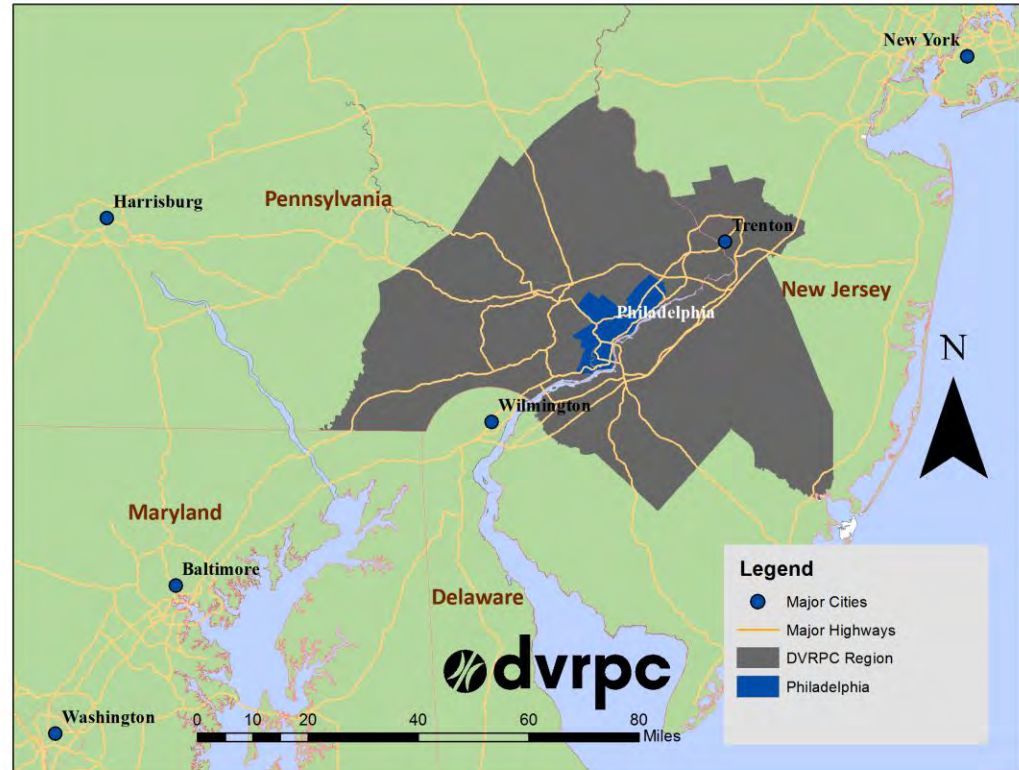 New York
Harrisburg
Pennsylvania
Trenton
New Jersey
Philadelphia
N
Wilmington
Maryland
Baltimore
Delaware
Legend
Major Cities
Major Highways
DVRPC Region
Philadelphia
dvrpc
Washington
0 10 20 40 60 80
Miles